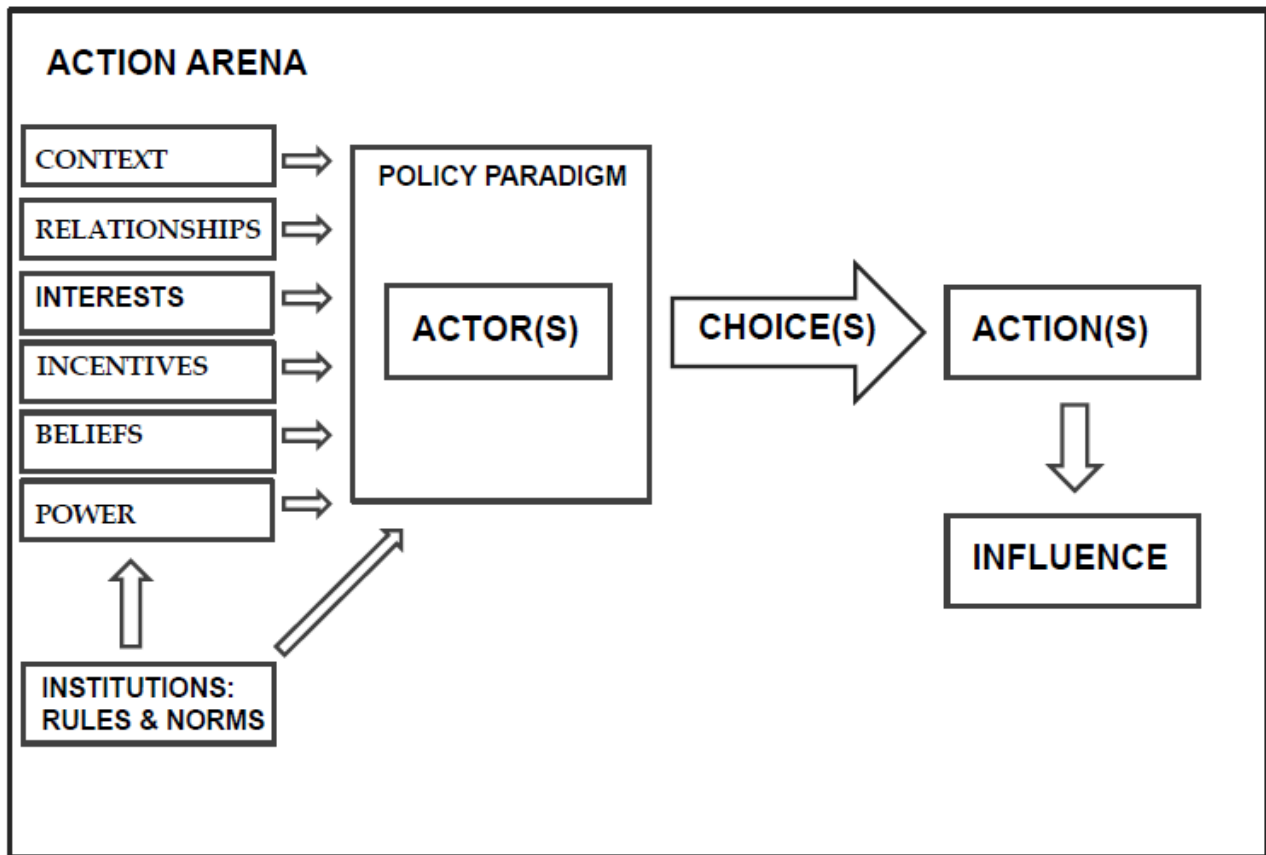 ACTION ARENA
CONTEXT
RELATIONSHIPS
INTERESTS
INCENTIVES
BELIEFS
POWER
INSTITUTIONS:
RULES & NORMS
POLICY PARADIGM
ACTOR(S)
CHOICE(S)
ACTION(S)
INFLUENCE